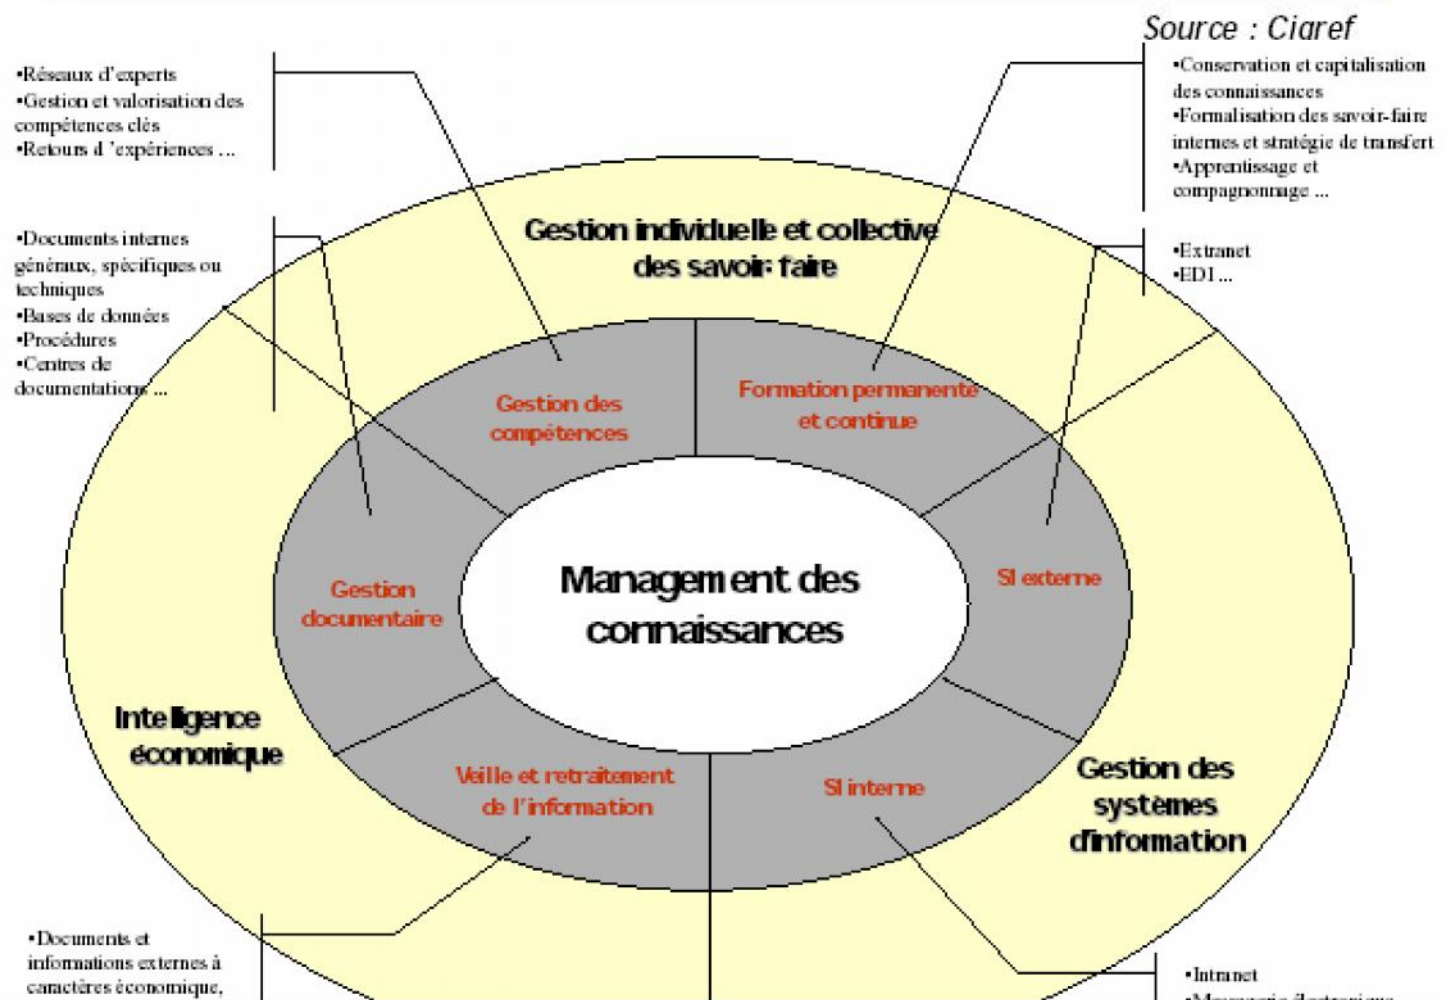 Source : Ciaref
•Réseaux d'experts
•Gestion et valorisation des
compétences clés
•Retours d 'expériences ...
•Conservation et capitalisation
des connaissances
•Formalisation des savoir-faire
internes et stratégie de transfert
•Apprentissage et
compagnonnage ...
•Documents internes
généraux, spécifiques ou
techniques
•Bases de données
•Procédures
•Centres de
documentations ...
•Extranet
•EDI ...
Gestion individuelle et collective
des savoir-faire
Gestion des
compétences
Formation permanente
et continue
Gestion
documentaire
Management des
connaissances
SI externe
Intelligence
économique
Veille et retraitement
de l'information
SI interne
Gestion des
systèmes
d'information
•Documents et
informations externes à
caractères économique,
•Intranet